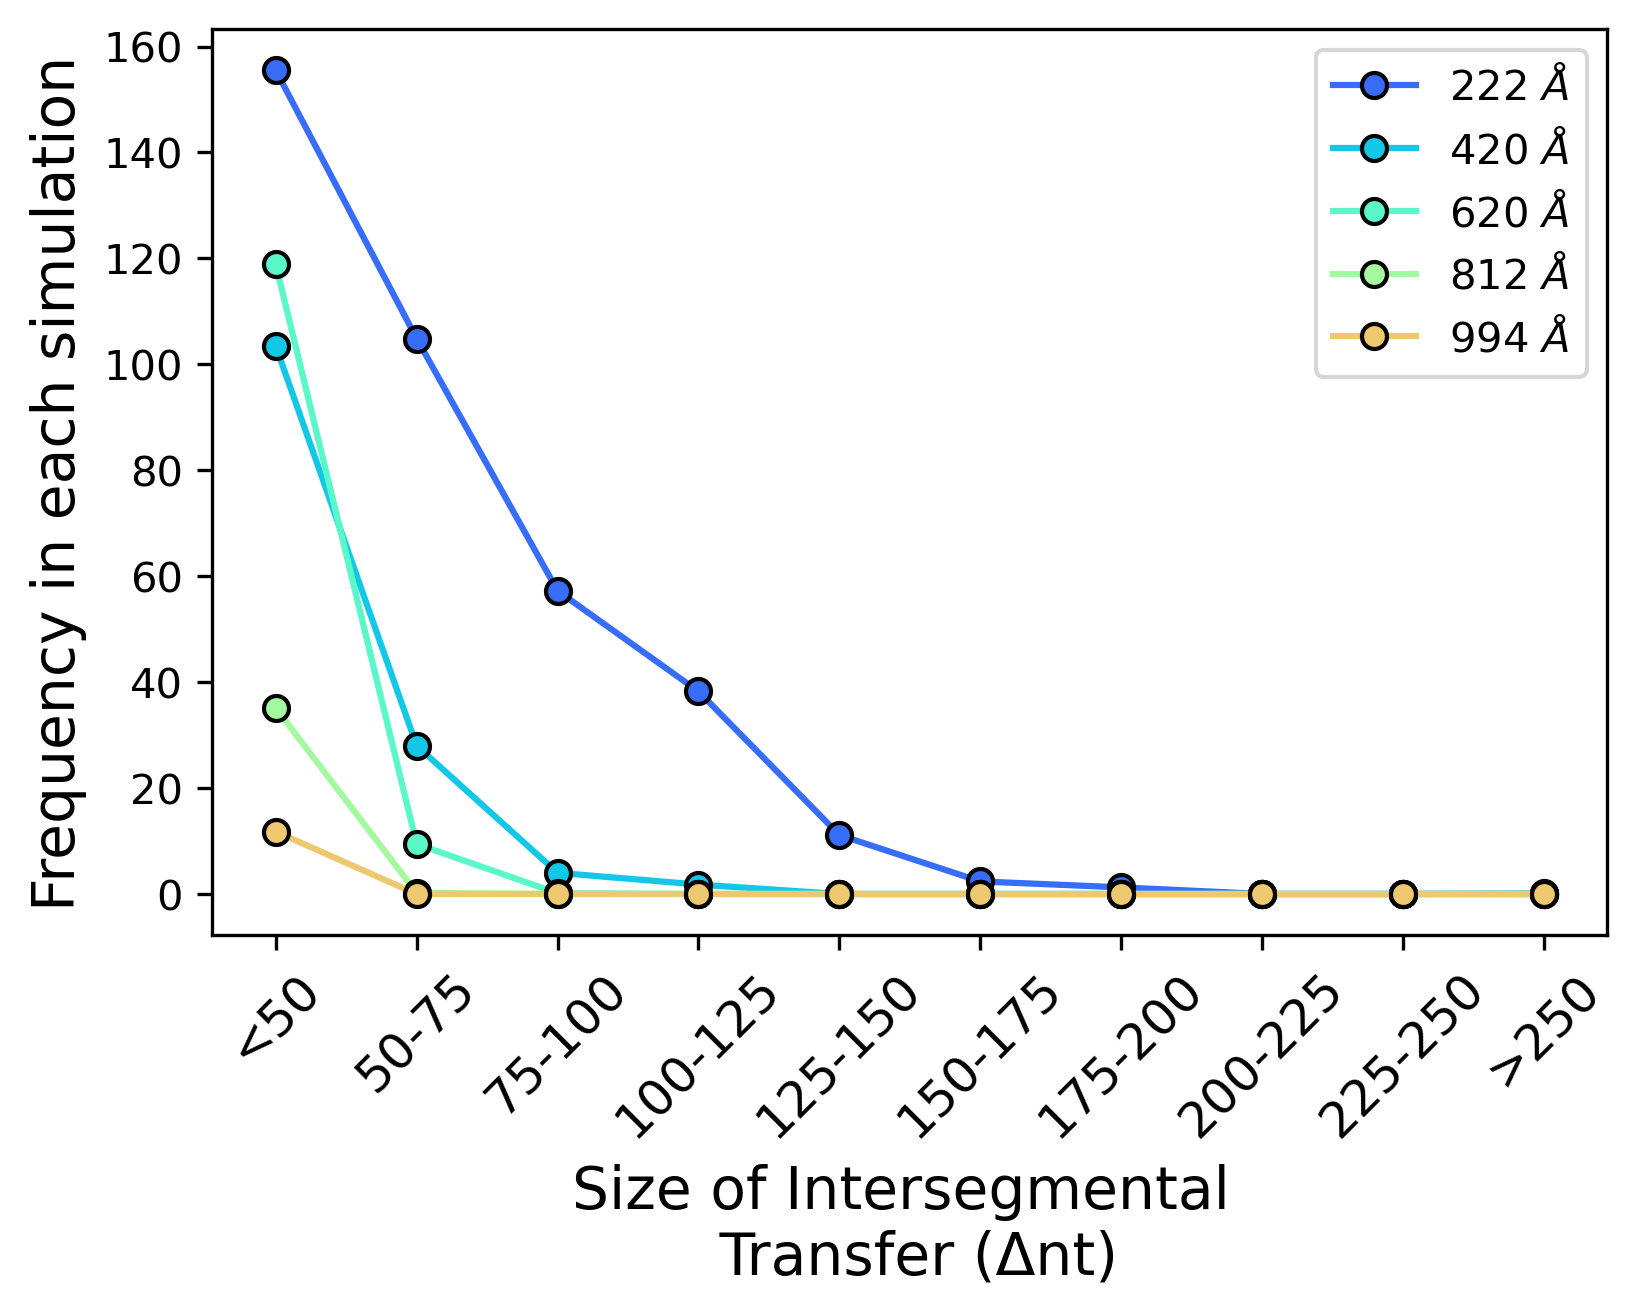 Frequency in each simulation
160
140
120
100
80
60
40
20
0
222 Å
420 Å
620 Å
812 Å
994 Å
<50
50-75
75-100
100-125
125-150
150-175
175-200
200-225
225-250
>250
Size of Intersegmental
Transfer (Δnt)